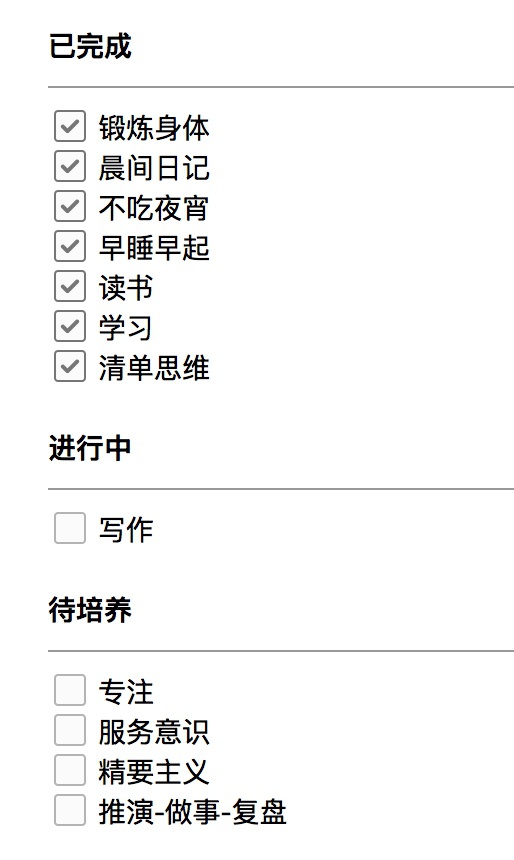 已完成
锻炼身体
晨间日记
不吃夜宵
早睡早起
读书
学习
清单思维
进行中
写作
待培养
专注
服务意识
精要主义
推演-做事-复盘